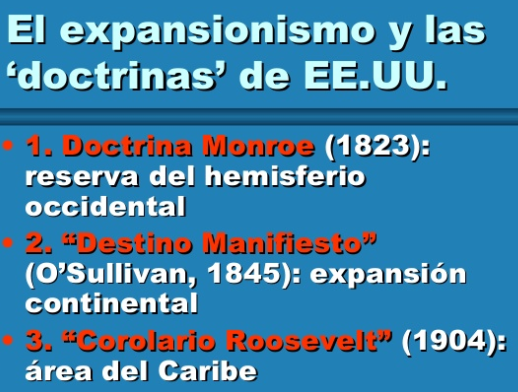 El expansionismo y las
‘doctrinas’ de EE.UU.
• 1. Doctrina Monroe (1823):
reserva del hemisferio
occidental
• 2. “Destino Manifiesto”
(O’Sullivan, 1845): expansión
continental
• 3. “Corolario Roosevelt” (1904):
área del Caribe